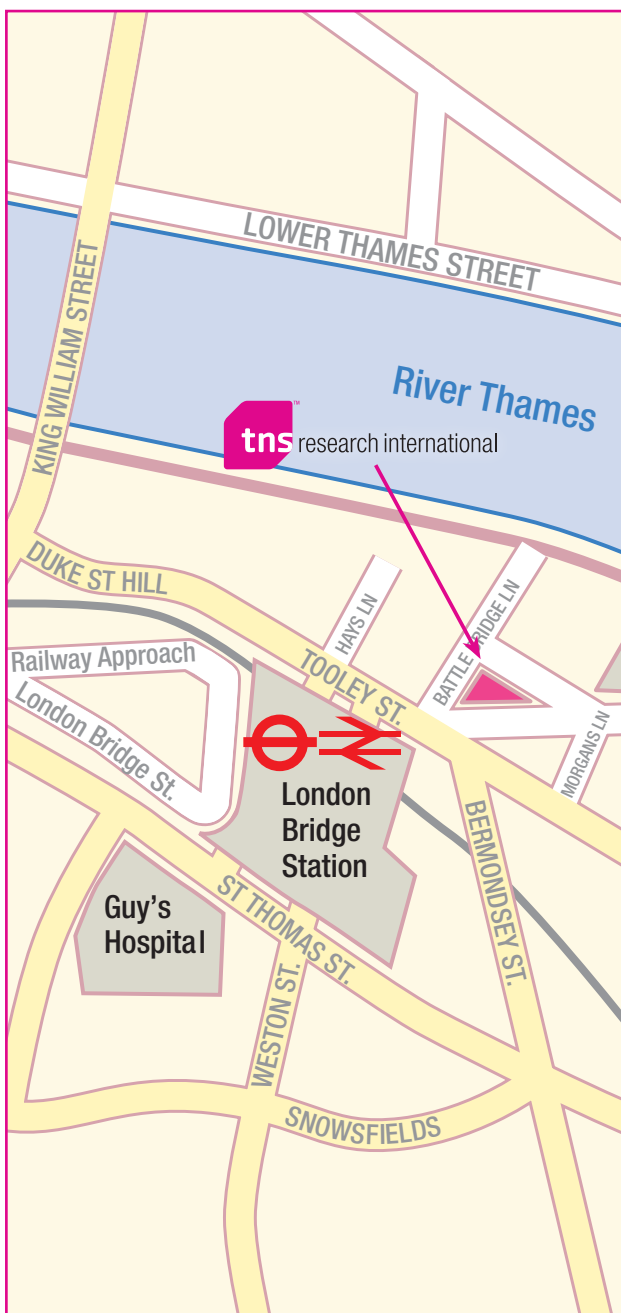 LOWER THAMES STREET
KING WILLIAM STREET
River Thames
tns™ research international
DUKE ST HILL
HAYS LN
BATTLE BRIDGE LN
Railway Approach
TOOLEY ST.
London Bridge St.
MORGANS LN
London
Bridge
Station
BERMONDSEY ST.
Guy's
Hospital
ST THOMAS ST.
WESTON ST.
SNOWSFIELDS